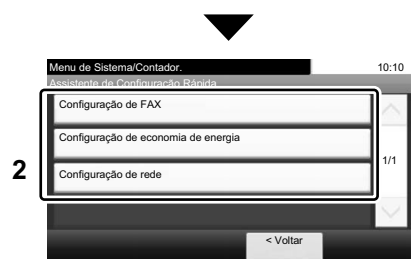 Menu de Sistema/Contador. 10:10
Assistente de Configuração Rápida
Configuração de FAX
Configuração de economia de energia
2 1/1
Configuração de rede
< Voltar